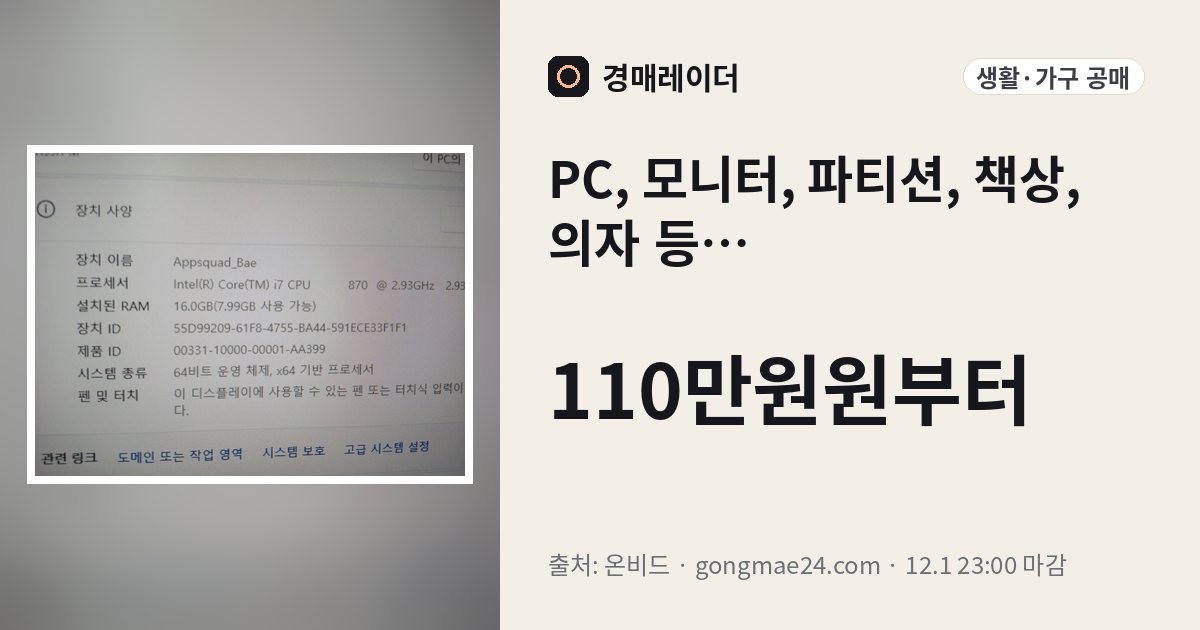 이 PC의
장치 사양
장치 이름 Appsquad_Bae
프로세서 Intel(R) Core(TM) i7 CPU 870 @ 2.93GHz 2.93
설치된 RAM 16.0GB(7.99GB 사용 가능)
장치 ID 55D99209-61F8-4755-BA44-591ECE33F1F1
제품 ID 00331-10000-00001-AA399
시스템 종류 64비트 운영 체제, x64 기반 프로세서
펜 및 터치 이 디스플레이에 사용할 수 있는 펜 또는 터치식 입력이
다.
관련 링크 도메인 또는 작업 영역 시스템 보호 고급 시스템 설정
경매레이더
생활·가구 공매
PC, 모니터, 파티션, 책상,
의자 등…
110만원원부터
출처: 온비드 · gongmae24.com · 12.1 23:00 마감